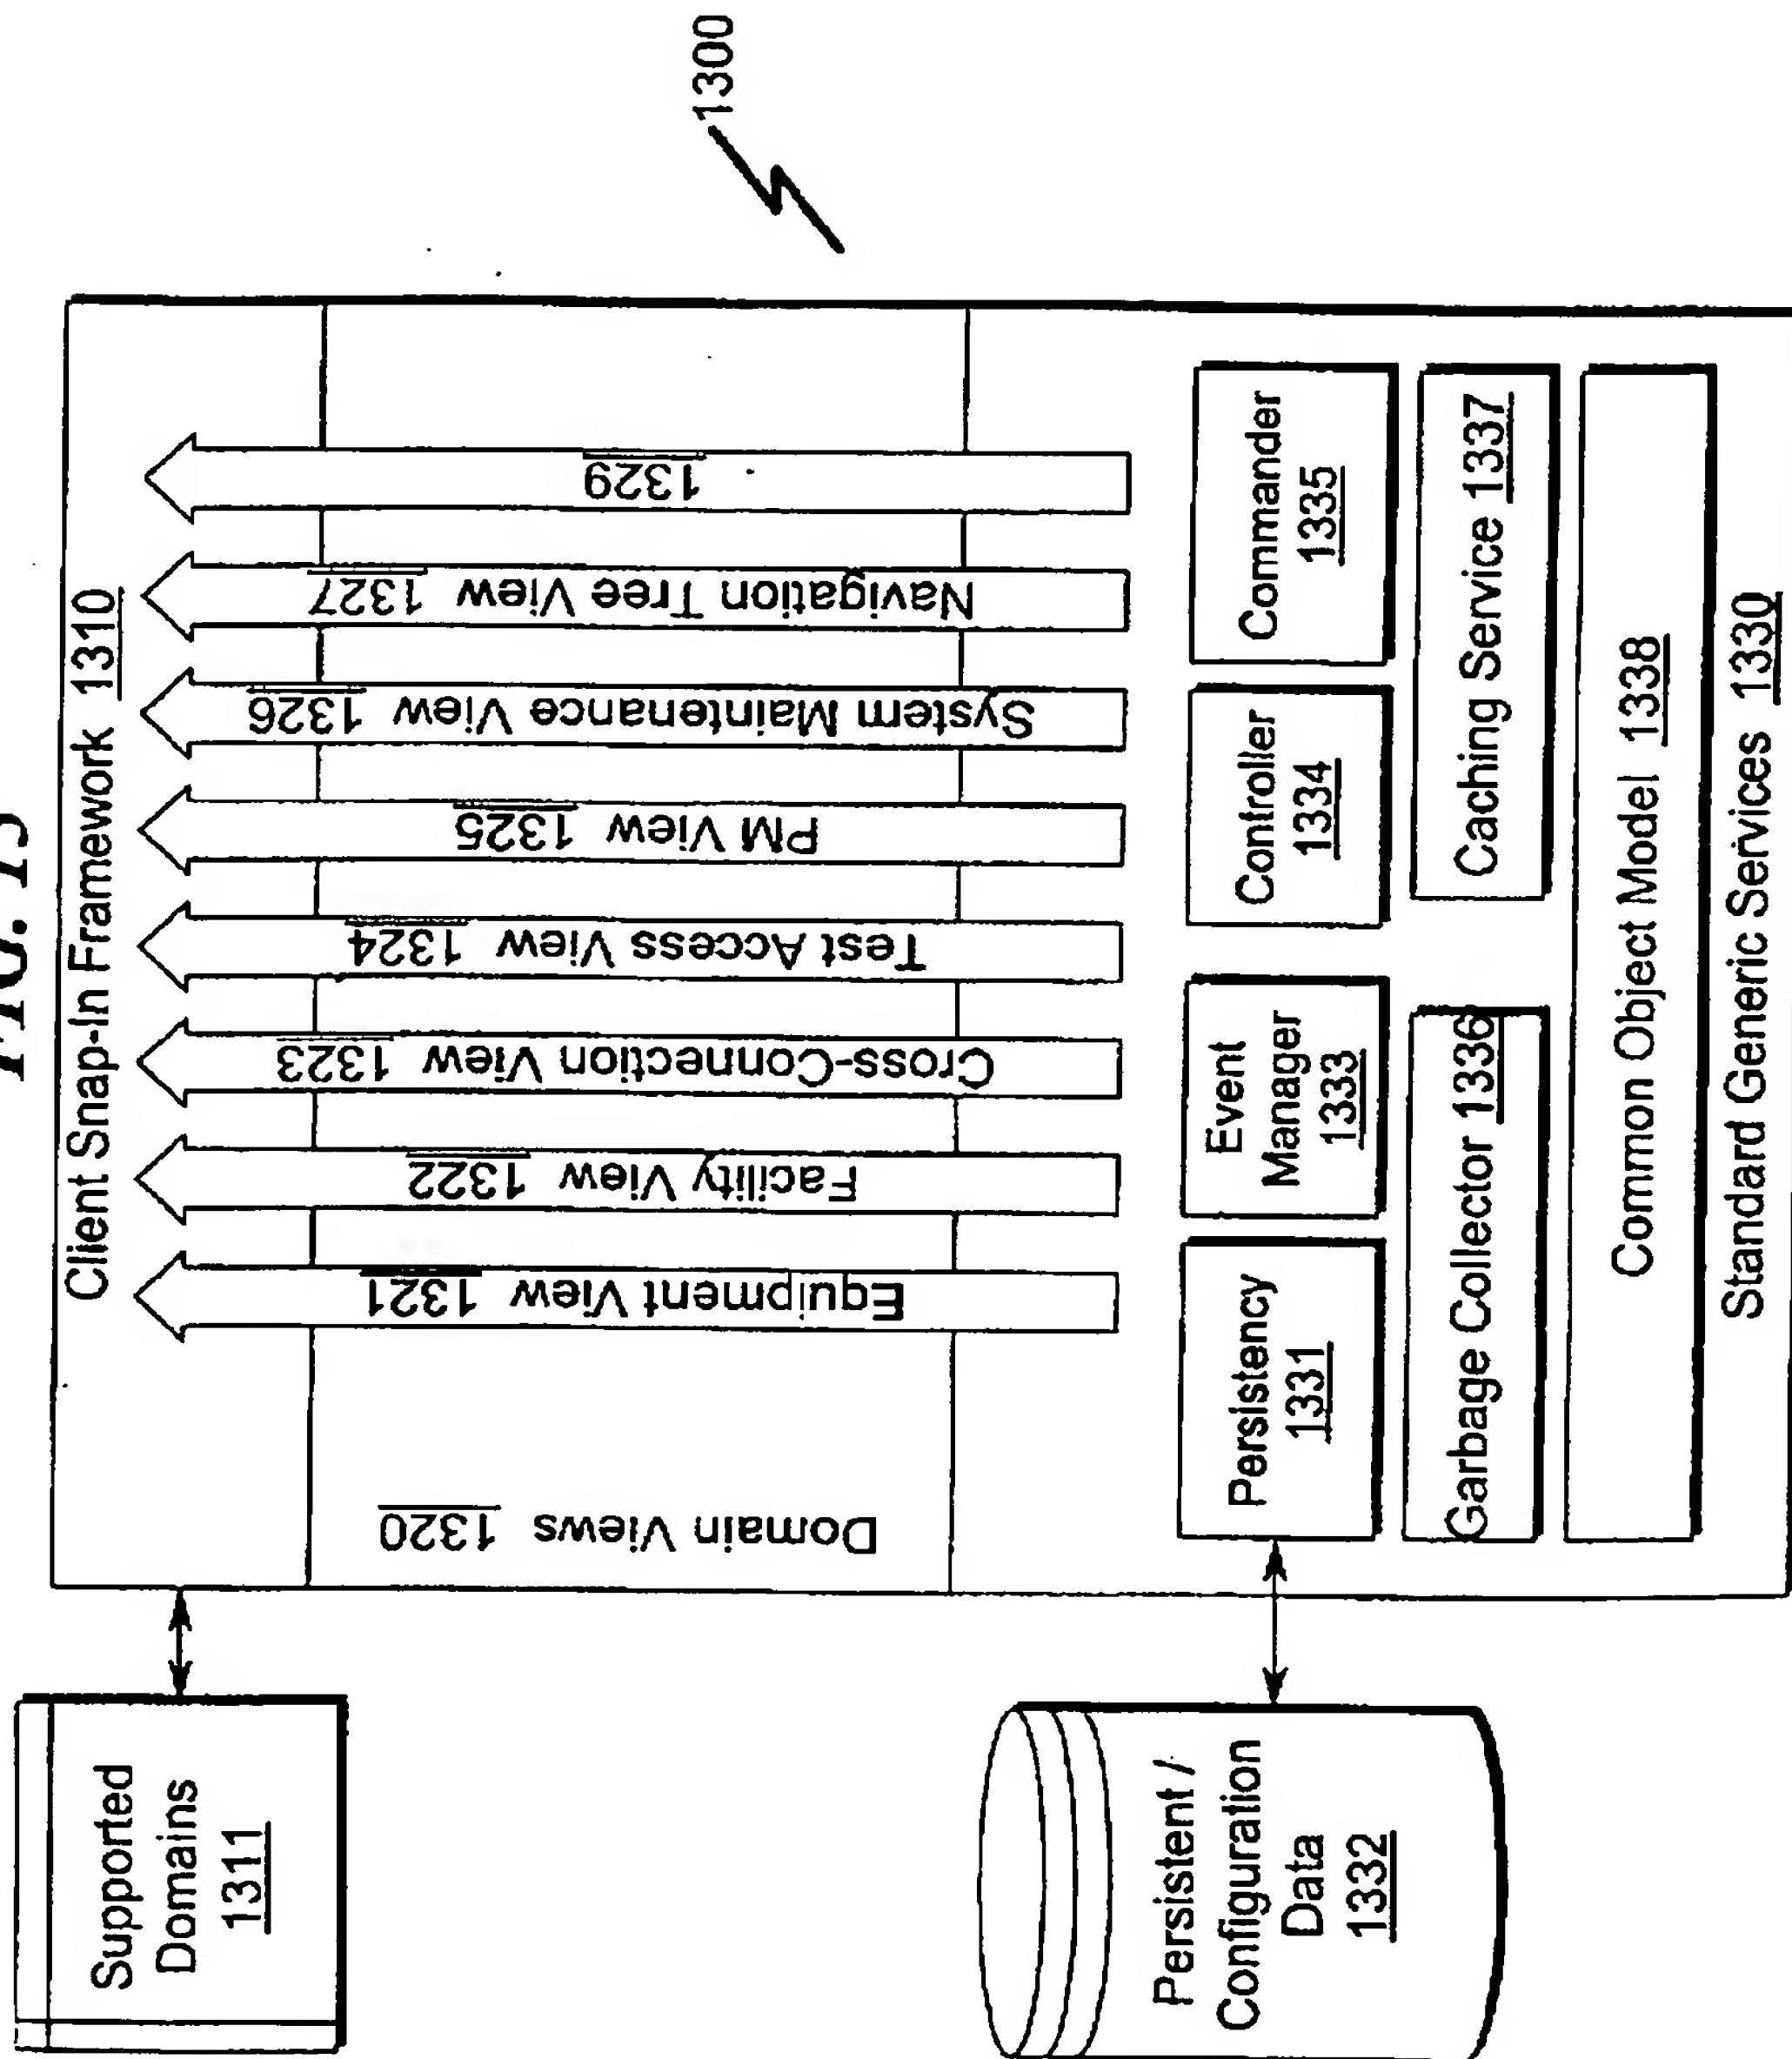 FIG. 13
Client Snap-In Framework 1310
Supported
Domains
1311
1300
Domain Views 1320
Equipment View 1321
Facility View 1322
Cross-Connection View 1323
Test Access View 1324
PM View 1325
System Maintenance View 1326
Navigation Tree View 1327
1329
Persistent /
Configuration
Data
1332
Persistency
1331
Event
Manager
1333
Controller
1334
Commander
1335
Garbage Collector 1336
Caching Service 1337
Common Object Model 1338
Standard Generic Services 1330